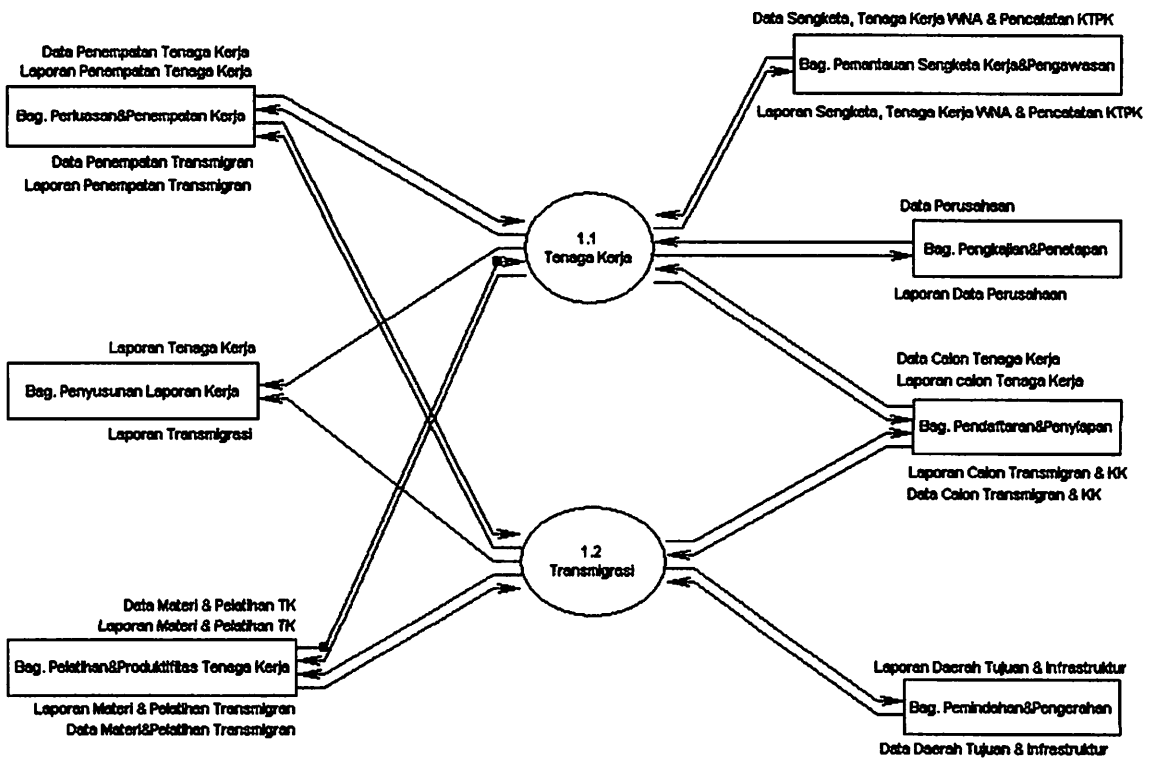 Data Sengketa, Tenaga Kerja WNA & Pencatatan KTPK
Bag. Pemantauan Sengketa Kerja&Pengawasan
Laporan Sengketa, Tenaga Kerja WNA & Pencatatan KTPK
Data Penempatan Tenaga Kerja
Laporan Penempatan Tenaga Kerja
Bag. Perluasan&Penempatan Kerja
Data Penempatan Transmigran
Laporan Penempatan Transmigran
1.1
Tenaga Kerja
Data Perusahaan
Bag. Pengkajian&Penetapan
Laporan Data Perusahaan
Laporan Tenaga Kerja
Bag. Penyusunan Laporan Kerja
Laporan Transmigrasi
Data Calon Tenaga Kerja
Laporan calon Tenaga Kerja
Bag. Pendaftaran&Penyiapan
Laporan Calon Transmigran & KK
Data Calon Transmigran & KK
1.2
Transmigrasi
Data Materi & Pelatihan TK
Laporan Materi & Pelatihan TK
Bag. Pelatihan&Produktifitas Tenaga Kerja
Laporan Materi & Pelatihan Transmigran
Data Materi&Pelatihan Transmigran
Laporan Daerah Tujuan & Infrastruktur
Bag. Pemindahan&Pengerahan
Data Daerah Tujuan & Infrastruktur